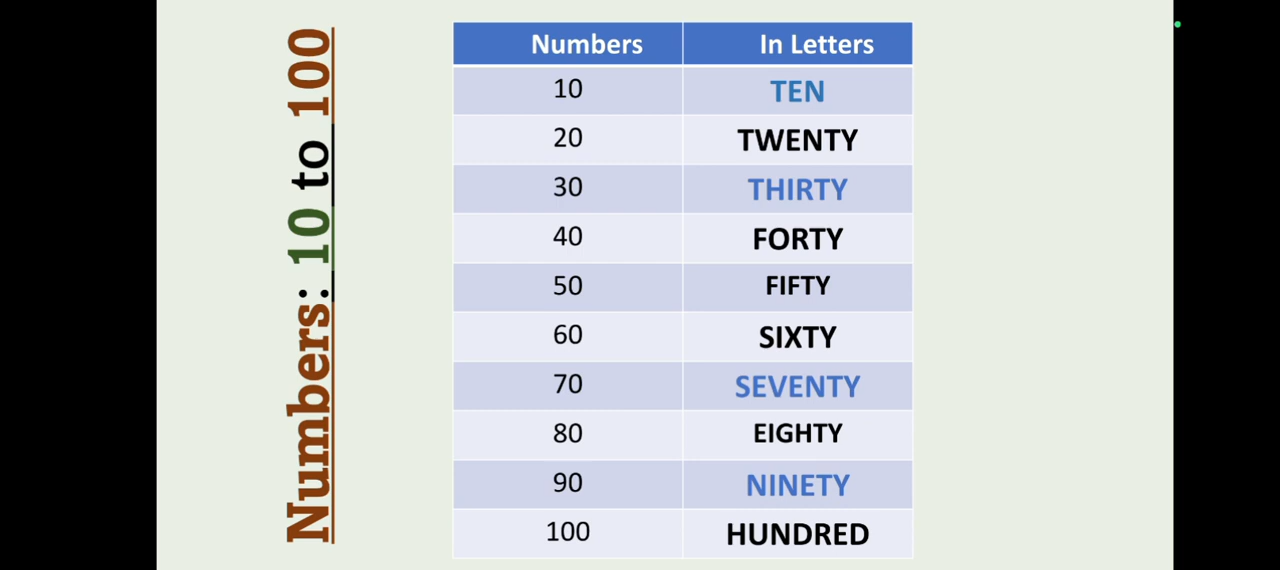 Numbers: 10 to 100
Numbers In Letters
10 TEN
20 TWENTY
30 THIRTY
40 FORTY
50 FIFTY
60 SIXTY
70 SEVENTY
80 EIGHTY
90 NINETY
100 HUNDRED